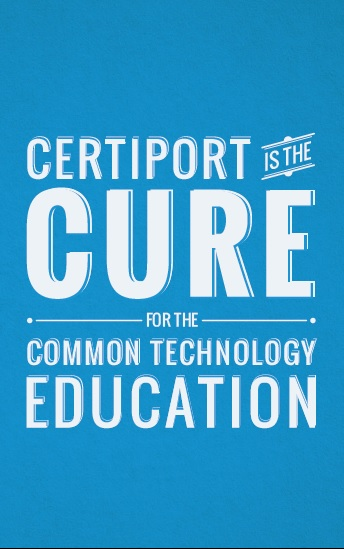 CERTIPORT IS THE
CURE
FOR THE
COMMON TECHNOLOGY
EDUCATION